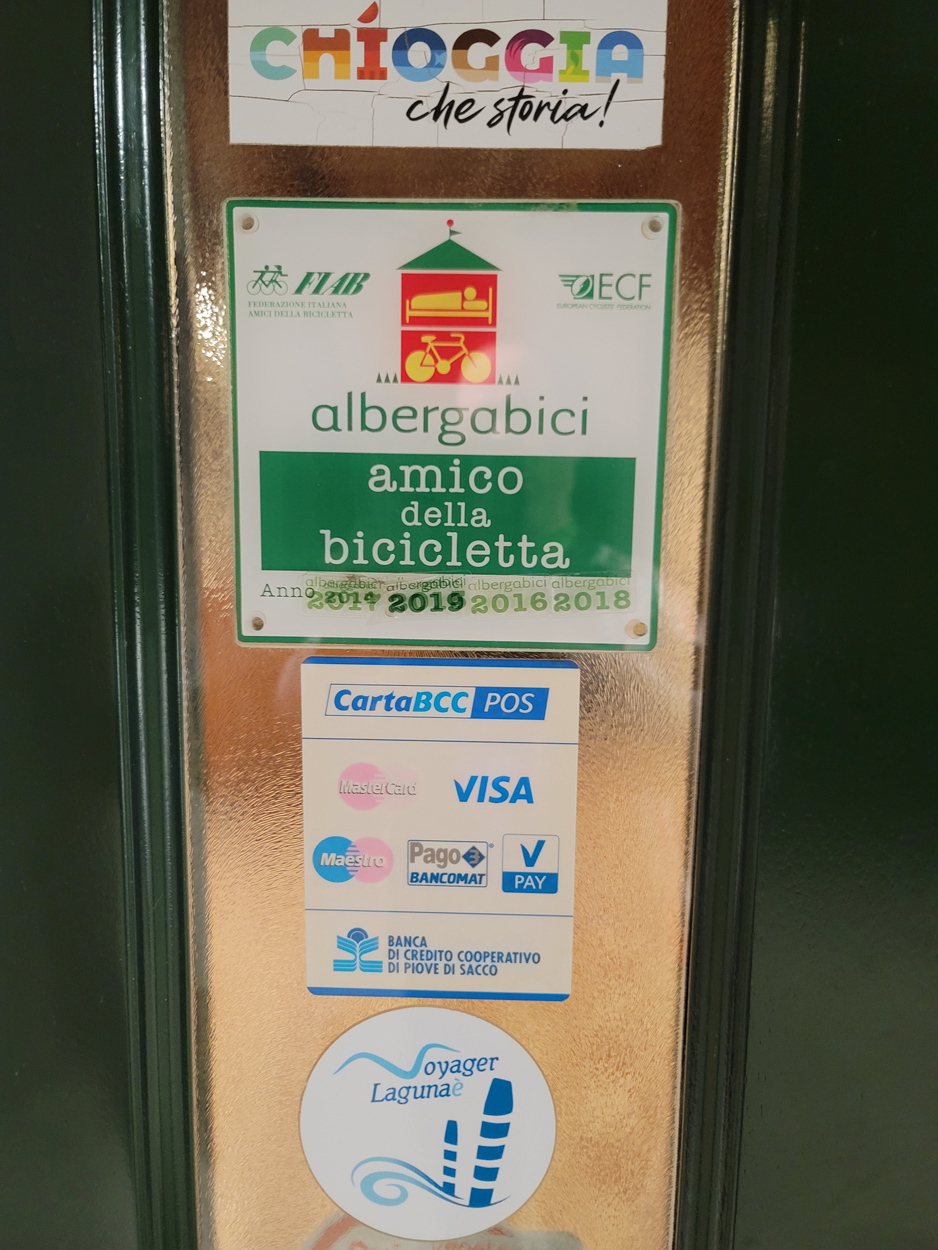 CHIOGGIA
che storia!
FIAB
FEDERAZIONE ITALIANA
AMICI DELLA BICICLETTA
ECF
EUROPEAN CYCLISTS' FEDERATION
albergabici
amico
della
bicicletta
albergabici albergabici albergabici albergabici
Anno 2014 2017 2019 2016 2018
CartaBCC POS
MasterCard VISA
Maestro Pago BANCOMAT V PAY
BANCA
DI CREDITO COOPERATIVO
DI PIOVE DI SACCO
Voyager
Lagunaè